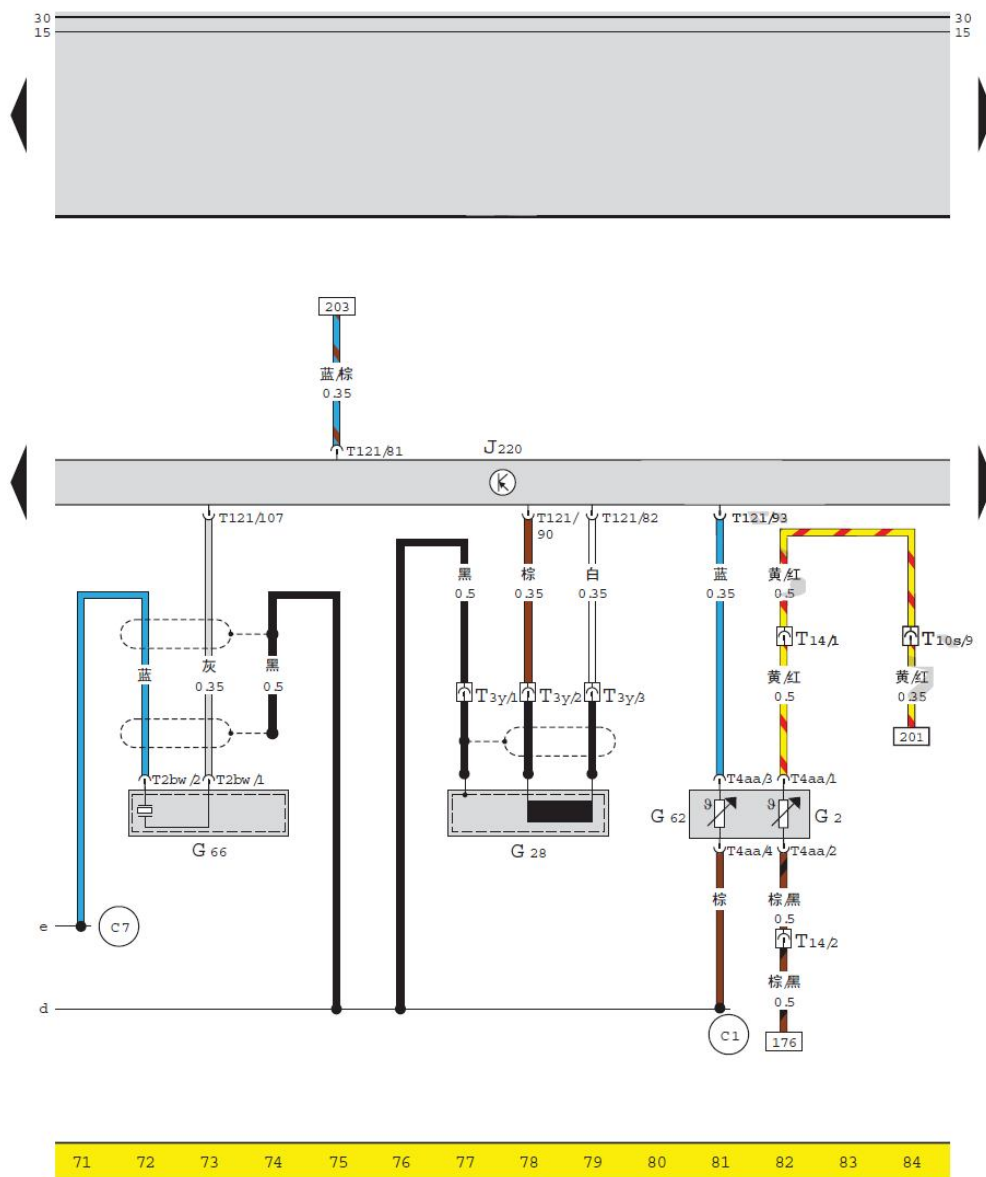 30 30
15 15
203
蓝/棕
0.35
T121/81 J220
T121/107 T121/ T121/82 T121/93
90
黑 棕 白 蓝 黄/红
0.5 0.35 0.35 0.35 0.5
T14/1 T10s/9
蓝 灰 黑 黄/红 黄/红
0.35 0.5 0.5 0.35
T3y/1 T3y/2 T3y/3
201
T2bw/2 T2bw/1 T4aa/3 T4aa/1
G62 ϑ ϑ G2
G66 G28 T4aa/4 T4aa/2
棕 棕/黑
0.5
e C7 T14/2
棕/黑
0.5
d
C1 176
71 72 73 74 75 76 77 78 79 80 81 82 83 84